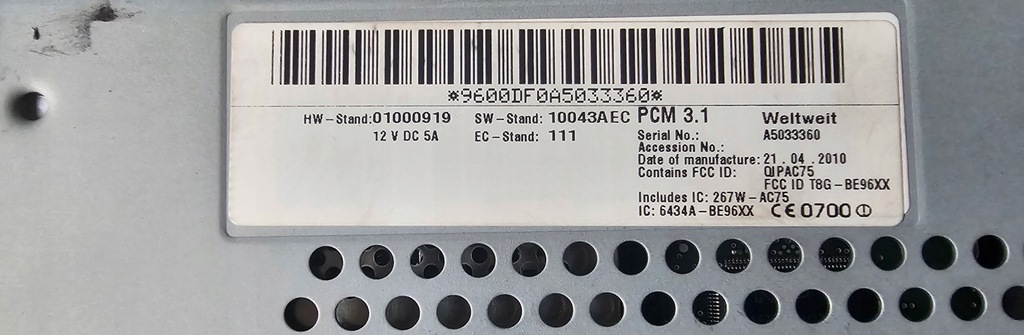 *9600DF0A5033360*
HW-Stand:01000919 SW-Stand: 10043AEC PCM 3.1 Weltweit
12 V DC 5A EC-Stand: 111 Serial No.: A5033360
Accession No.:
Date of manufacture: 21 . 04 . 2010
Contains FCC ID: QIPAC75
FCC ID T8G-BE96XX
Includes IC: 267W-AC75
IC: 6434A-BE96XX CE 0700